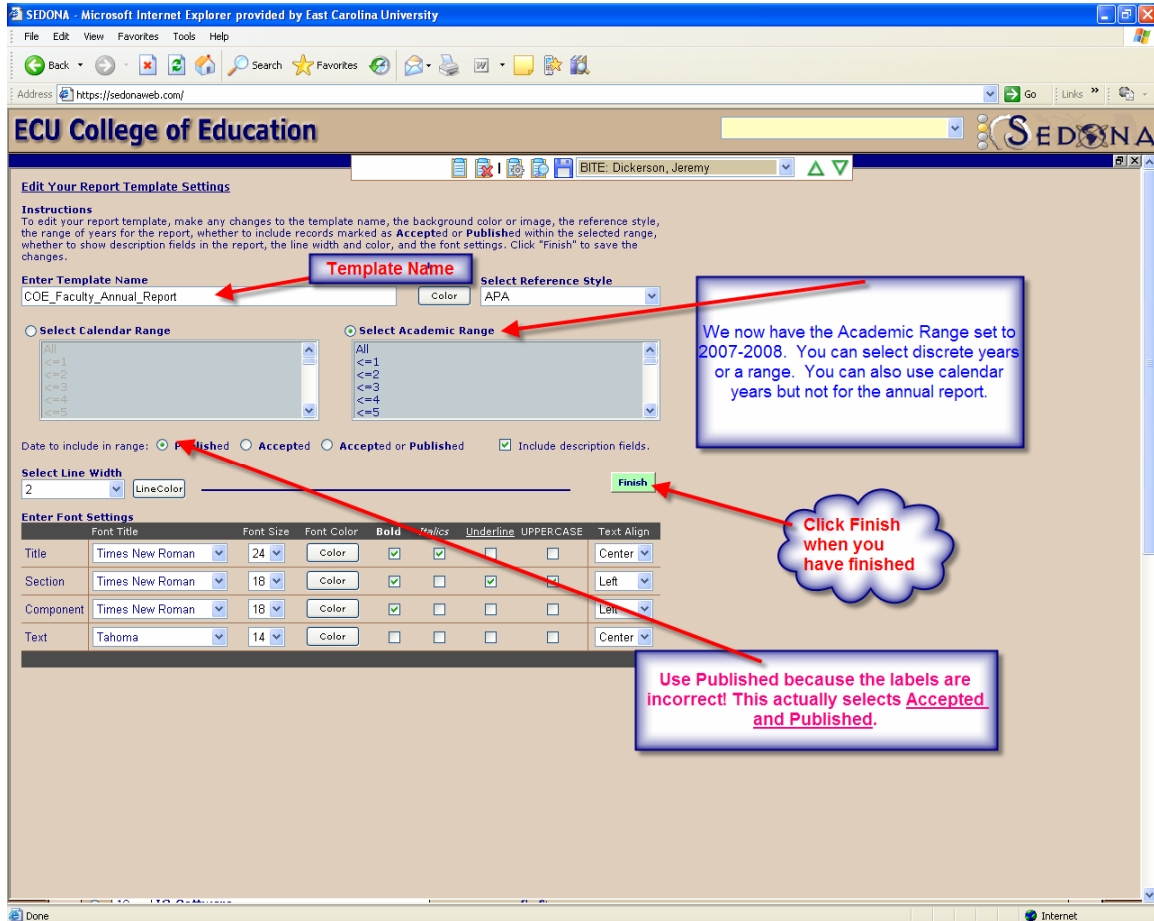 SEDONA - Microsoft Internet Explorer provided by East Carolina University
File Edit View Favorites Tools Help
Back Search Favorites
Address https://sedonaweb.com/ Go Links »
ECU College of Education
SEDONA
BITE: Dickerson, Jeremy
Edit Your Report Template Settings
Instructions
To edit your report template, make any changes to the template name, the background color or image, the reference style,
the range of years for the report, whether to include records marked as Accepted or Published within the selected range,
whether to show description fields in the report, the line width and color, and the font settings. Click "Finish" to save the
changes.
Template Name
Enter Template Name Select Reference Style
COE_Faculty_Annual_Report Color APA
Select Calendar Range Select Academic Range
All All
<=1 <=1
<=2 <=2
<=3 <=3
<=4 <=4
<=5 <=5
We now have the Academic Range set to
2007-2008. You can select discrete years
or a range. You can also use calendar
years but not for the annual report.
Date to include in range: Published Accepted Accepted or Published Include description fields.
Select Line Width
2 LineColor Finish
Click Finish
when you
have finished
Enter Font Settings
Font Title Font Size Font Color Bold Italics Underline UPPERCASE Text Align
Title Times New Roman 24 Color Center
Section Times New Roman 18 Color Left
Component Times New Roman 18 Color Left
Text Tahoma 14 Color Center
Use Published because the labels are
incorrect! This actually selects Accepted
and Published.
Done Internet